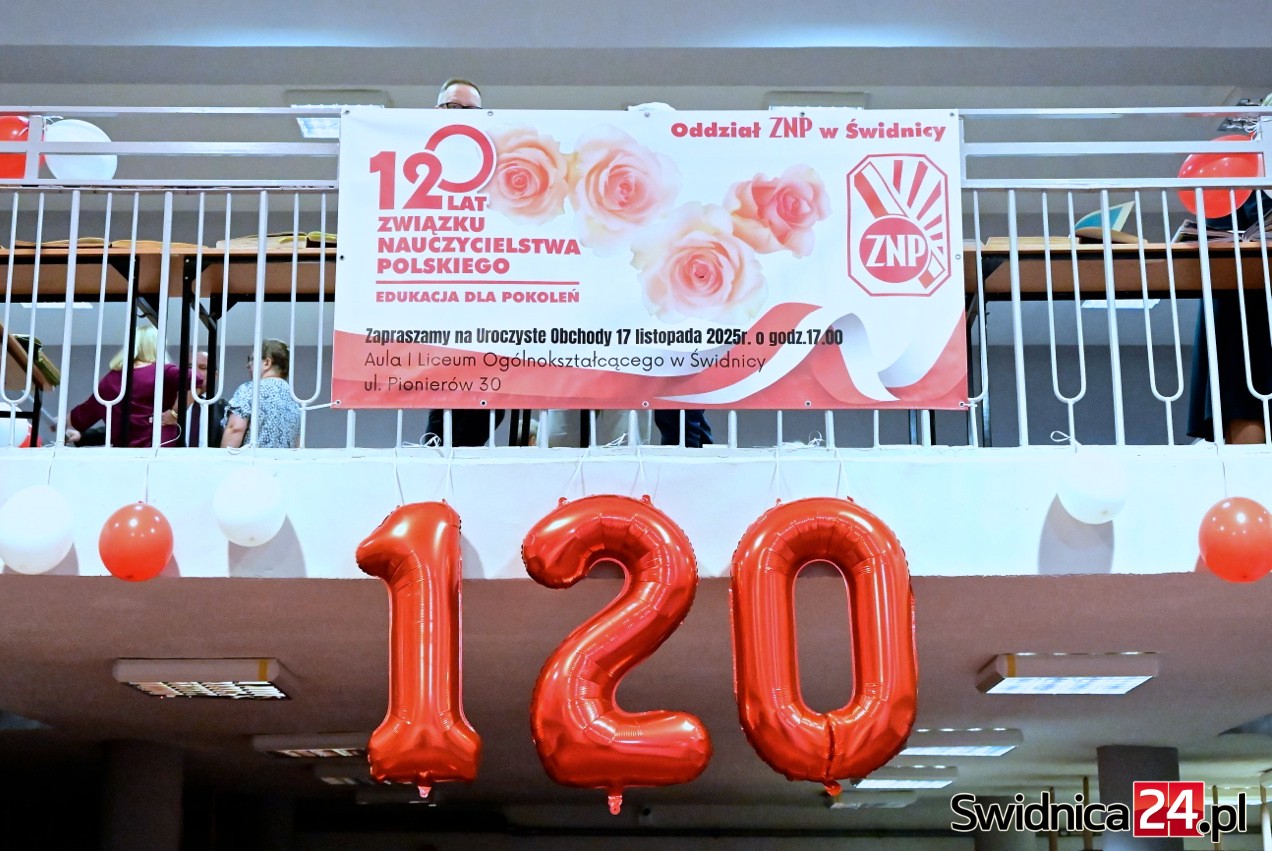 Oddział ZNP w Świdnicy
120
LAT
ZWIĄZKU
NAUCZYCIELSTWA
POLSKIEGO
EDUKACJA DLA POKOLEŃ
ZNP
Zapraszamy na Uroczyste Obchody 17 listopada 2025r. o godz.17.00
Aula I Liceum Ogólnokształcącego w Świdnicy
ul. Pionierów 30
120
Swidnica24.pl